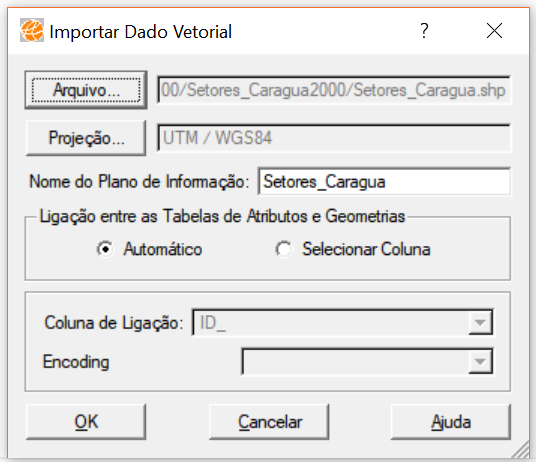 Importar Dado Vetorial
Arquivo... 00/Setores_Caragua2000/Setores_Caragua.shp
Projeção... UTM / WGS84
Nome do Plano de Informação: Setores_Caragua
Ligação entre as Tabelas de Atributos e Geometrias
Automático Selecionar Coluna
Coluna de Ligação: ID_
Encoding
OK Cancelar Ajuda